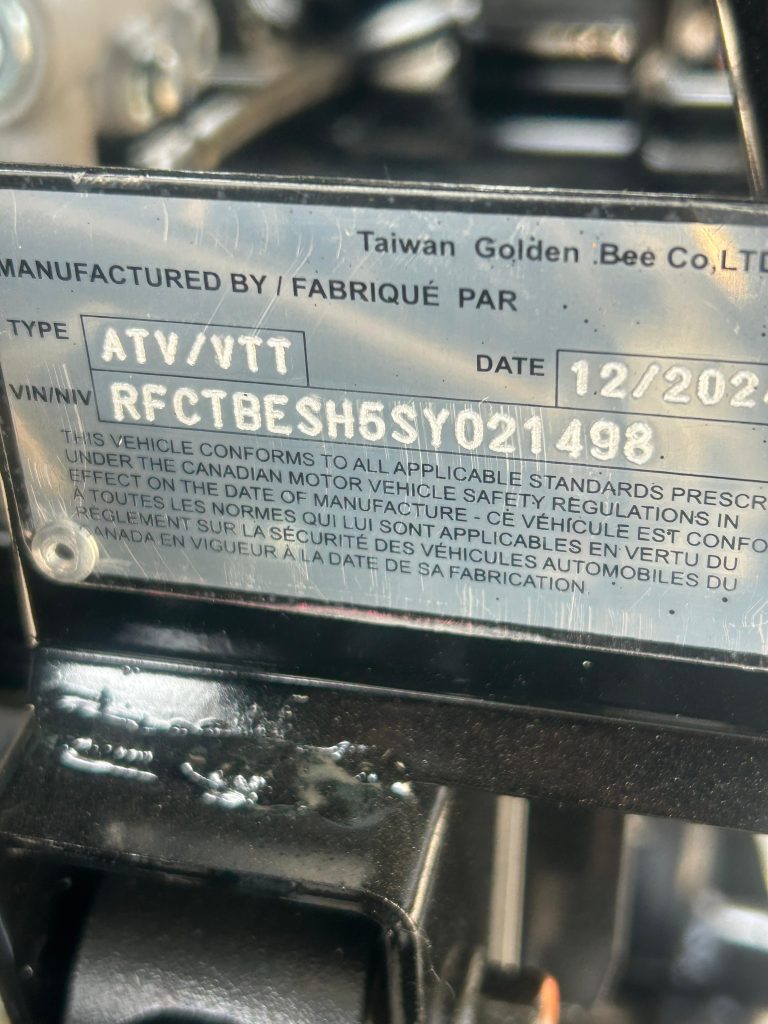 Taiwan Golden Bee Co,LTD
MANUFACTURED BY / FABRIQUÉ PAR
TYPE ATV/VTT DATE 12/2024
VIN/NIV RFCTBESH5SY021498
THIS VEHICLE CONFORMS TO ALL APPLICABLE STANDARDS PRESCR
UNDER THE CANADIAN MOTOR VEHICLE SAFETY REGULATIONS IN
EFFECT ON THE DATE OF MANUFACTURE - CE VÉHICULE EST CONFO
À TOUTES LES NORMES QUI LUI SONT APPLICABLES EN VERTU DU
RÈGLEMENT SUR LA SÉCURITÉ DES VÉHICULES AUTOMOBILES DU
CANADA EN VIGUEUR À LA DATE DE SA FABRICATION